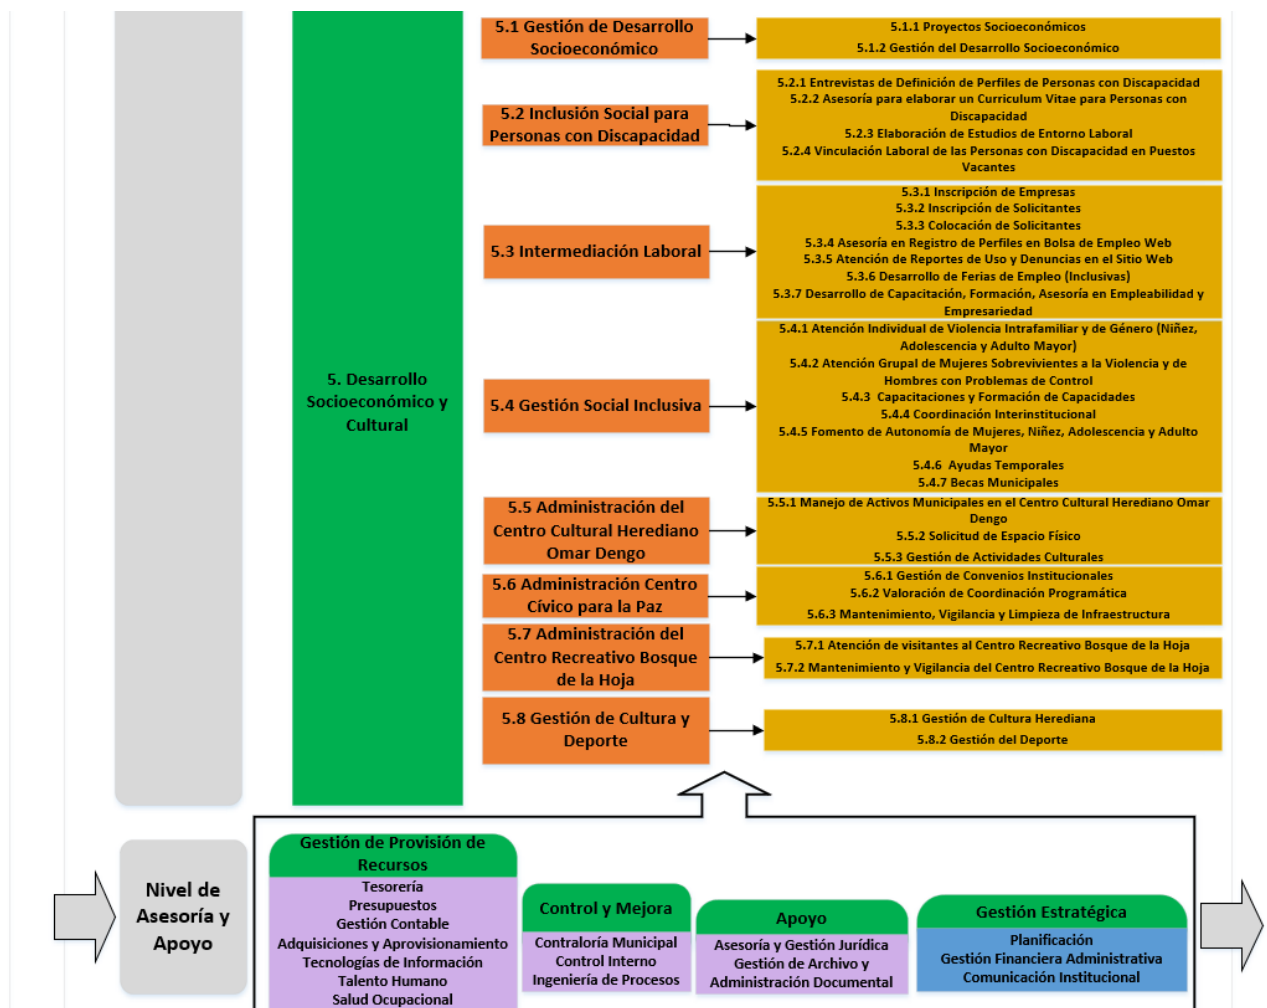 5. Desarrollo
Socioeconómico y
Cultural
5.1 Gestión de Desarrollo
Socioeconómico
5.1.1 Proyectos Socioeconómicos
5.1.2 Gestión del Desarrollo Socioeconómico
5.2 Inclusión Social para
Personas con Discapacidad
5.2.1 Entrevistas de Definición de Perfiles de Personas con Discapacidad
5.2.2 Asesoría para elaborar un Curriculum Vitae para Personas con
Discapacidad
5.2.3 Elaboración de Estudios de Entorno Laboral
5.2.4 Vinculación Laboral de las Personas con Discapacidad en Puestos
Vacantes
5.3 Intermediación Laboral
5.3.1 Inscripción de Empresas
5.3.2 Inscripción de Solicitantes
5.3.3 Colocación de Solicitantes
5.3.4 Asesoría en Registro de Perfiles en Bolsa de Empleo Web
5.3.5 Atención de Reportes de Uso y Denuncias en el Sitio Web
5.3.6 Desarrollo de Ferias de Empleo (Inclusivas)
5.3.7 Desarrollo de Capacitación, Formación, Asesoría en Empleabilidad y
Empresariedad
5.4 Gestión Social Inclusiva
5.4.1 Atención Individual de Violencia Intrafamiliar y de Género (Niñez,
Adolescencia y Adulto Mayor)
5.4.2 Atención Grupal de Mujeres Sobrevivientes a la Violencia y de
Hombres con Problemas de Control
5.4.3 Capacitaciones y Formación de Capacidades
5.4.4 Coordinación Interinstitucional
5.4.5 Fomento de Autonomía de Mujeres, Niñez, Adolescencia y Adulto
Mayor
5.4.6 Ayudas Temporales
5.4.7 Becas Municipales
5.5 Administración del
Centro Cultural Herediano
Omar Dengo
5.5.1 Manejo de Activos Municipales en el Centro Cultural Herediano Omar
Dengo
5.5.2 Solicitud de Espacio Físico
5.5.3 Gestión de Actividades Culturales
5.6 Administración Centro
Cívico para la Paz
5.6.1 Gestión de Convenios Institucionales
5.6.2 Valoración de Coordinación Programática
5.6.3 Mantenimiento, Vigilancia y Limpieza de Infraestructura
5.7 Administración del
Centro Recreativo Bosque
de la Hoja
5.7.1 Atención de visitantes al Centro Recreativo Bosque de la Hoja
5.7.2 Mantenimiento y Vigilancia del Centro Recreativo Bosque de la Hoja
5.8 Gestión de Cultura y
Deporte
5.8.1 Gestión de Cultura Herediana
5.8.2 Gestión del Deporte
Nivel de
Asesoría y
Apoyo
Gestión de Provisión de
Recursos
Tesorería
Presupuestos
Gestión Contable
Adquisiciones y Aprovisionamiento
Tecnologías de Información
Talento Humano
Salud Ocupacional
Control y Mejora
Contraloría Municipal
Control Interno
Ingeniería de Procesos
Apoyo
Asesoría y Gestión Jurídica
Gestión de Archivo y
Administración Documental
Gestión Estratégica
Planificación
Gestión Financiera Administrativa
Comunicación Institucional